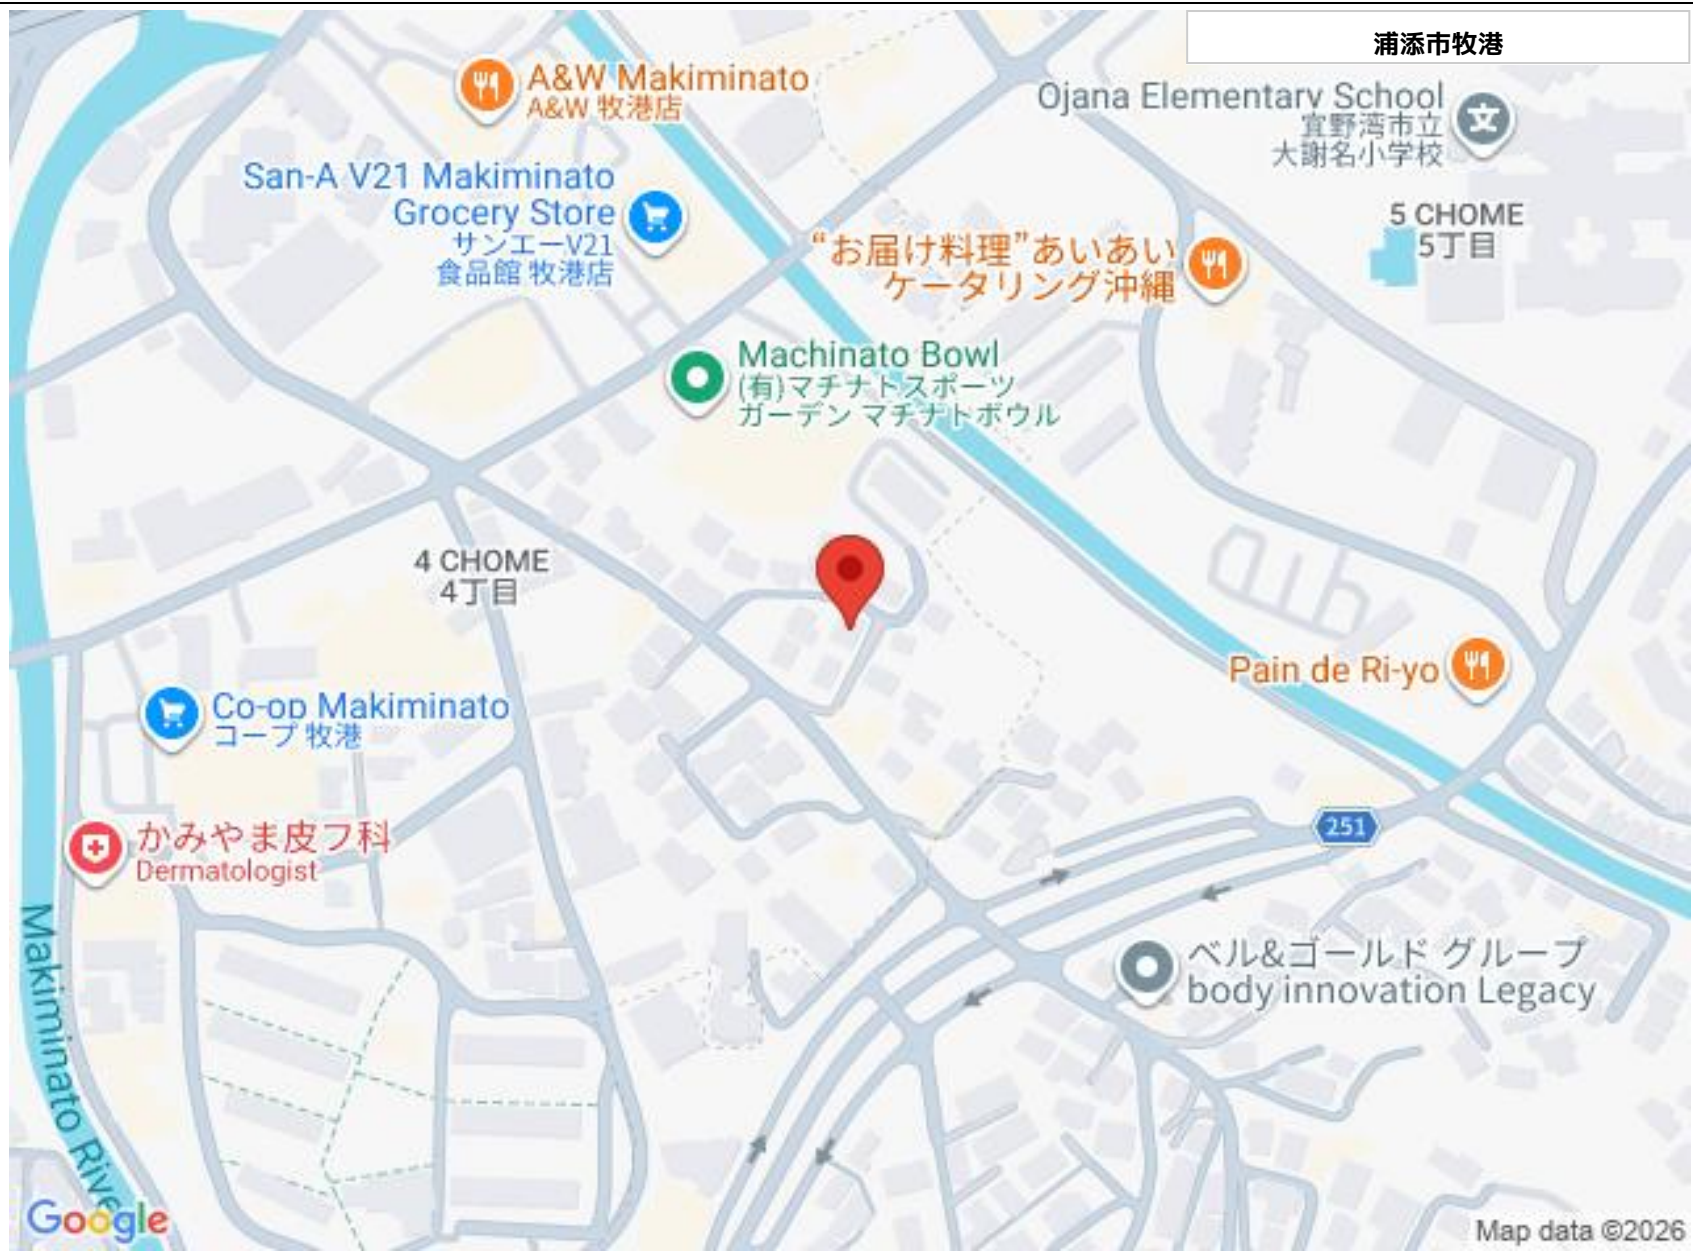 浦添市牧港
A&W Makiminato
A&W 牧港店
Ojana Elementary School
宜野湾市立
大謝名小学校
San-A V21 Makiminato
Grocery Store
サンエーV21
食品館 牧港店
5 CHOME
5丁目
“お届け料理”あいあい
ケータリング沖縄
Machinato Bowl
(有)マチナトスポーツ
ガーデン マチナトボウル
4 CHOME
4丁目
Pain de Ri-yo
Co-op Makiminato
コープ 牧港
251
かみやま皮フ科
Dermatologist
ベル&ゴールド グループ
body innovation Legacy
Makiminato River
Google
Map data ©2026